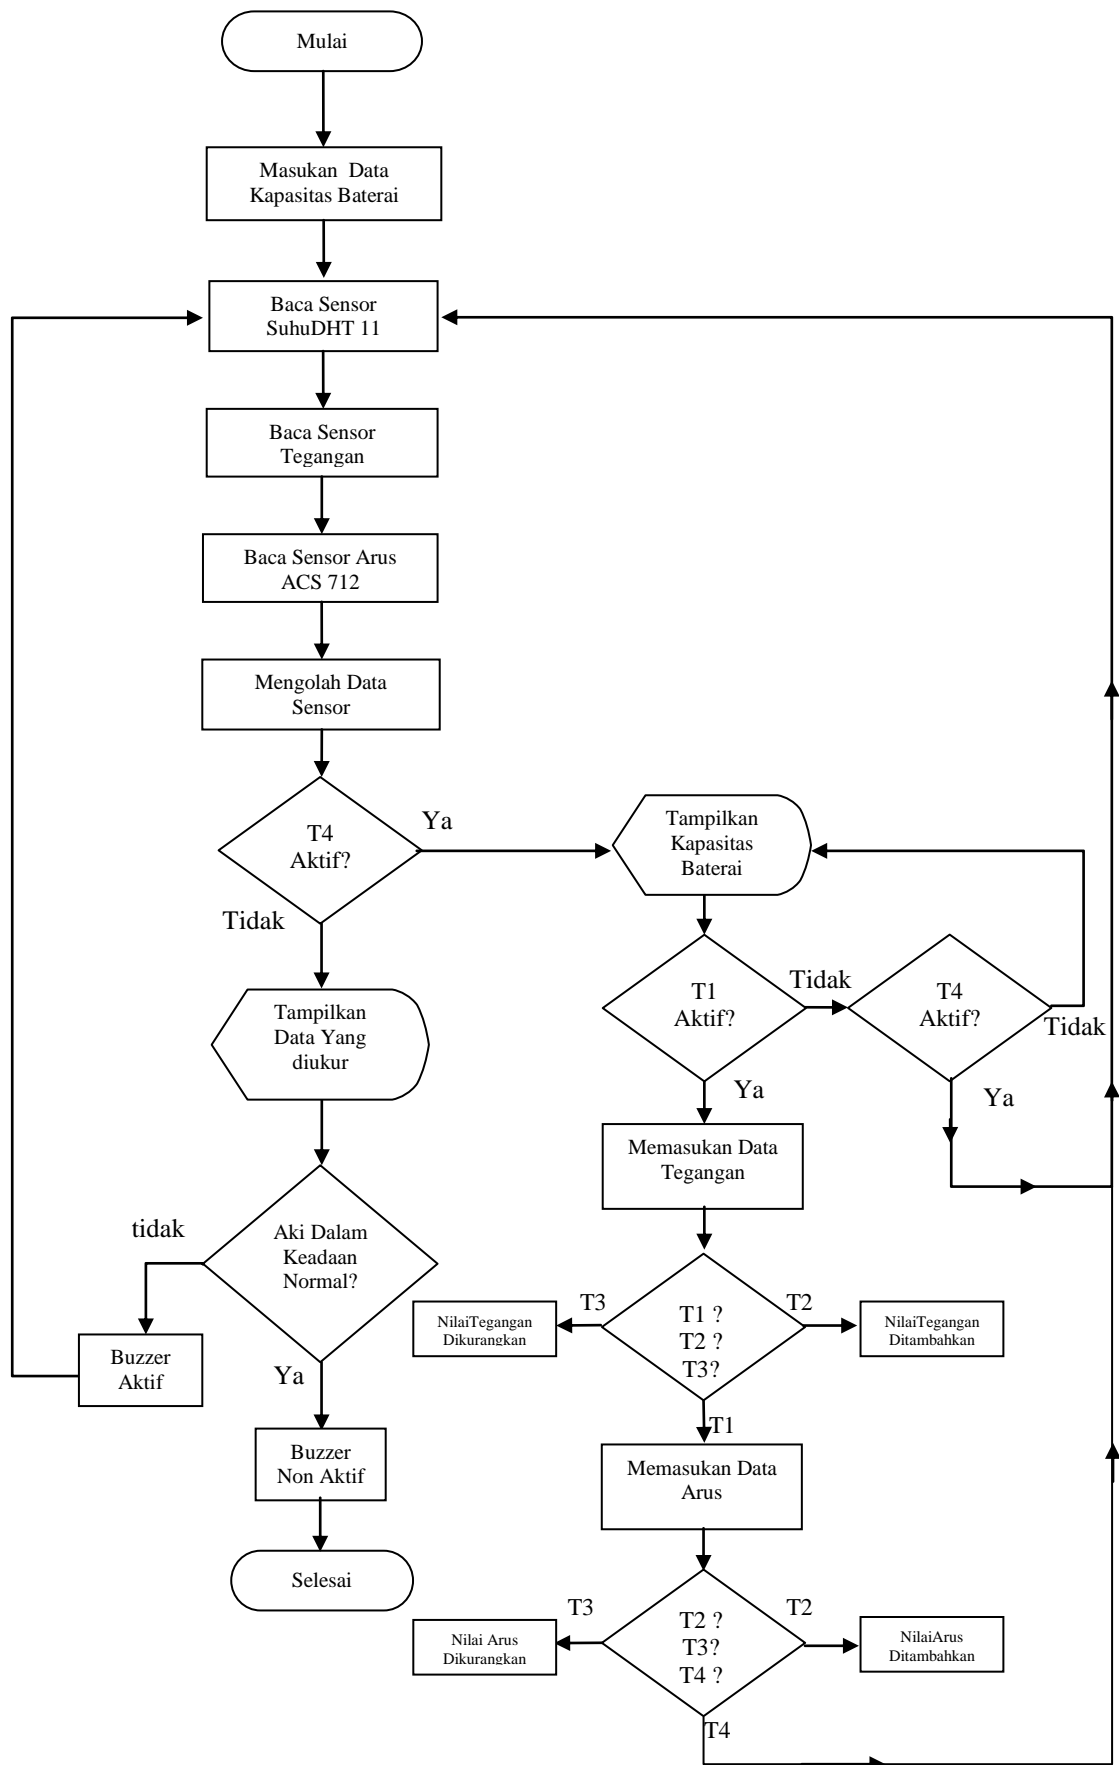 Mulai
Masukan  Data
Kapasitas Baterai
Baca Sensor
SuhuDHT 11
Baca Sensor
Tegangan
Baca Sensor Arus
ACS 712
Mengolah Data
Sensor
T4
Aktif?
Ya
Tidak
Tampilkan
Kapasitas
Baterai
T1
Aktif?
Tidak
T4
Aktif?
Tidak
Ya
Ya
Tampilkan
Data Yang
diukur
Memasukan Data
Tegangan
tidak
Aki Dalam
Keadaan
Normal?
Buzzer
Aktif
Ya
Buzzer
Non Aktif
Selesai
T3
NilaiTegangan
Dikurangkan
T1 ?
T2 ?
T3?
T2
NilaiTegangan
Ditambahkan
T1
Memasukan Data
Arus
T3
Nilai Arus
Dikurangkan
T2 ?
T3?
T4 ?
T2
NilaiArus
Ditambahkan
T4